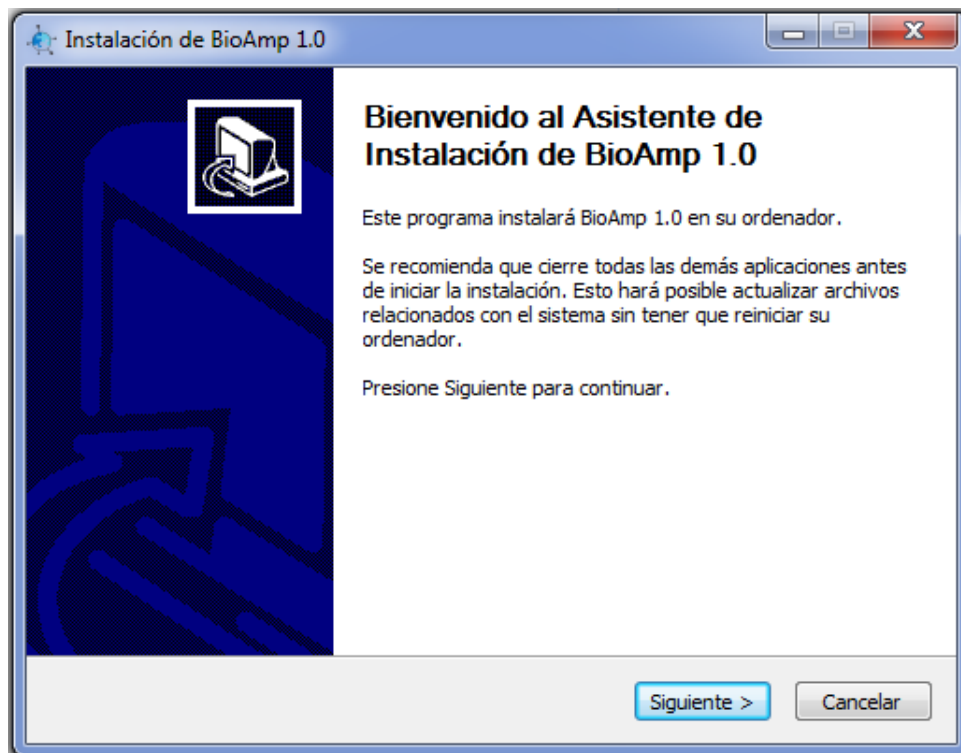 Instalación de BioAmp 1.0
Bienvenido al Asistente de
Instalación de BioAmp 1.0
Este programa instalará BioAmp 1.0 en su ordenador.
Se recomienda que cierre todas las demás aplicaciones antes
de iniciar la instalación. Esto hará posible actualizar archivos
relacionados con el sistema sin tener que reiniciar su
ordenador.
Presione Siguiente para continuar.
Siguiente >
Cancelar